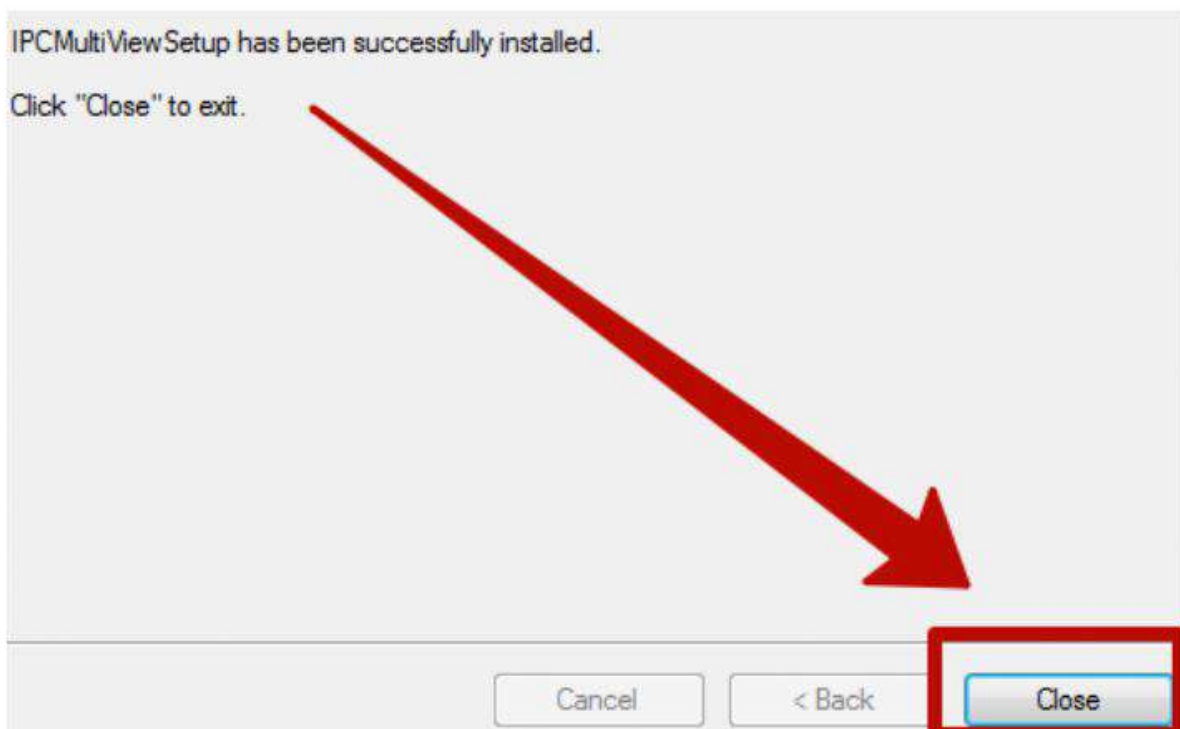 IPCMultiViewSetup has been successfully installed.
Click "Close" to exit.
Cancel
< Back
Close